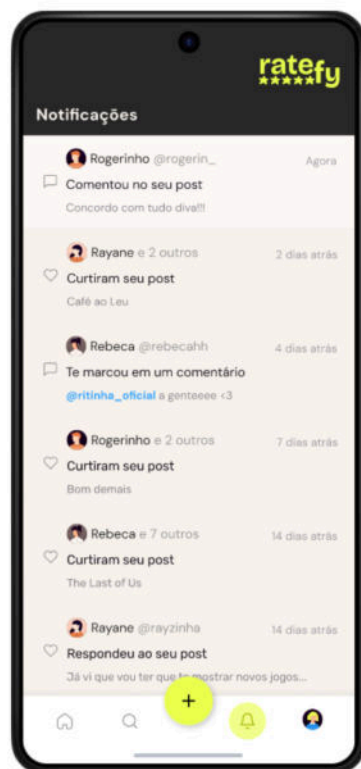 ratefy
Notificações
Rogerinho @rogerin_
Agora
Comentou no seu post
Concordo com tudo diva!!!
Rayane e 2 outros
2 dias atrás
Curtiram seu post
Café ao Leu
Rebeca @rebecahh
4 dias atrás
Te marcou em um comentário
@ritinha_oficial a genteeee <3
Rogerinho e 2 outros
7 dias atrás
Curtiram seu post
Bom demais
Rebeca e 7 outros
14 dias atrás
Curtiram seu post
The Last of Us
Rayane @rayzinha
14 dias atrás
Respondeu ao seu post
Já vi que vou ter que te mostrar novos jogos...
+